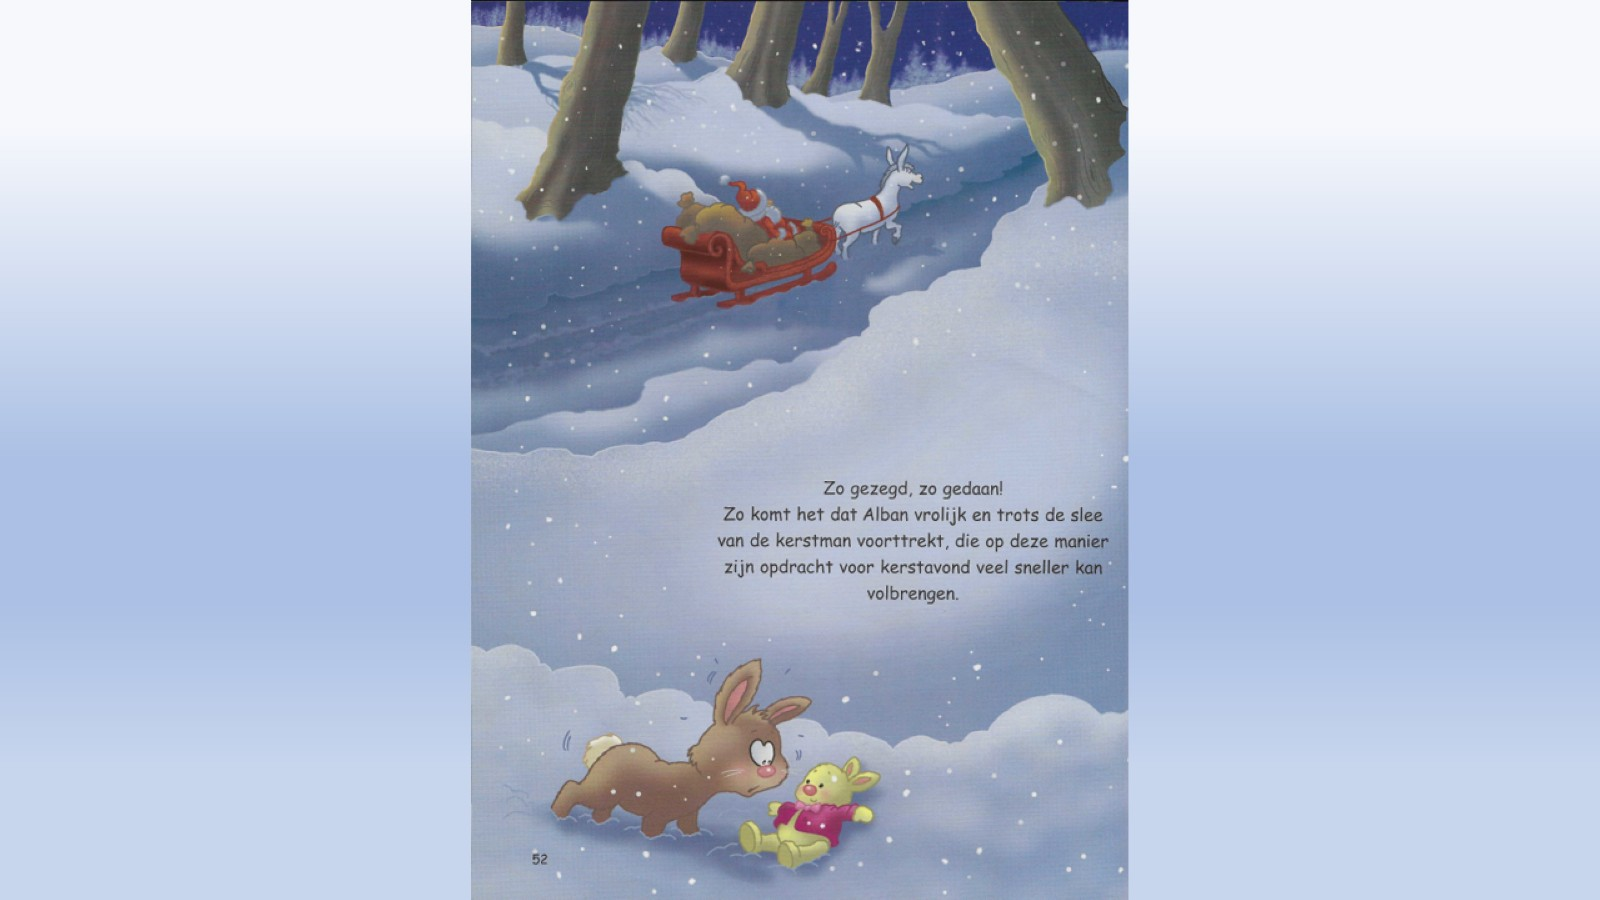 Zo gezegd, zo gedaan!
Zo komt het dat Alban vrolijk en trots de slee
van de kerstman voorttrekt, die op deze manier
zijn opdracht voor kerstavond veel sneller kan
volbrengen.
52